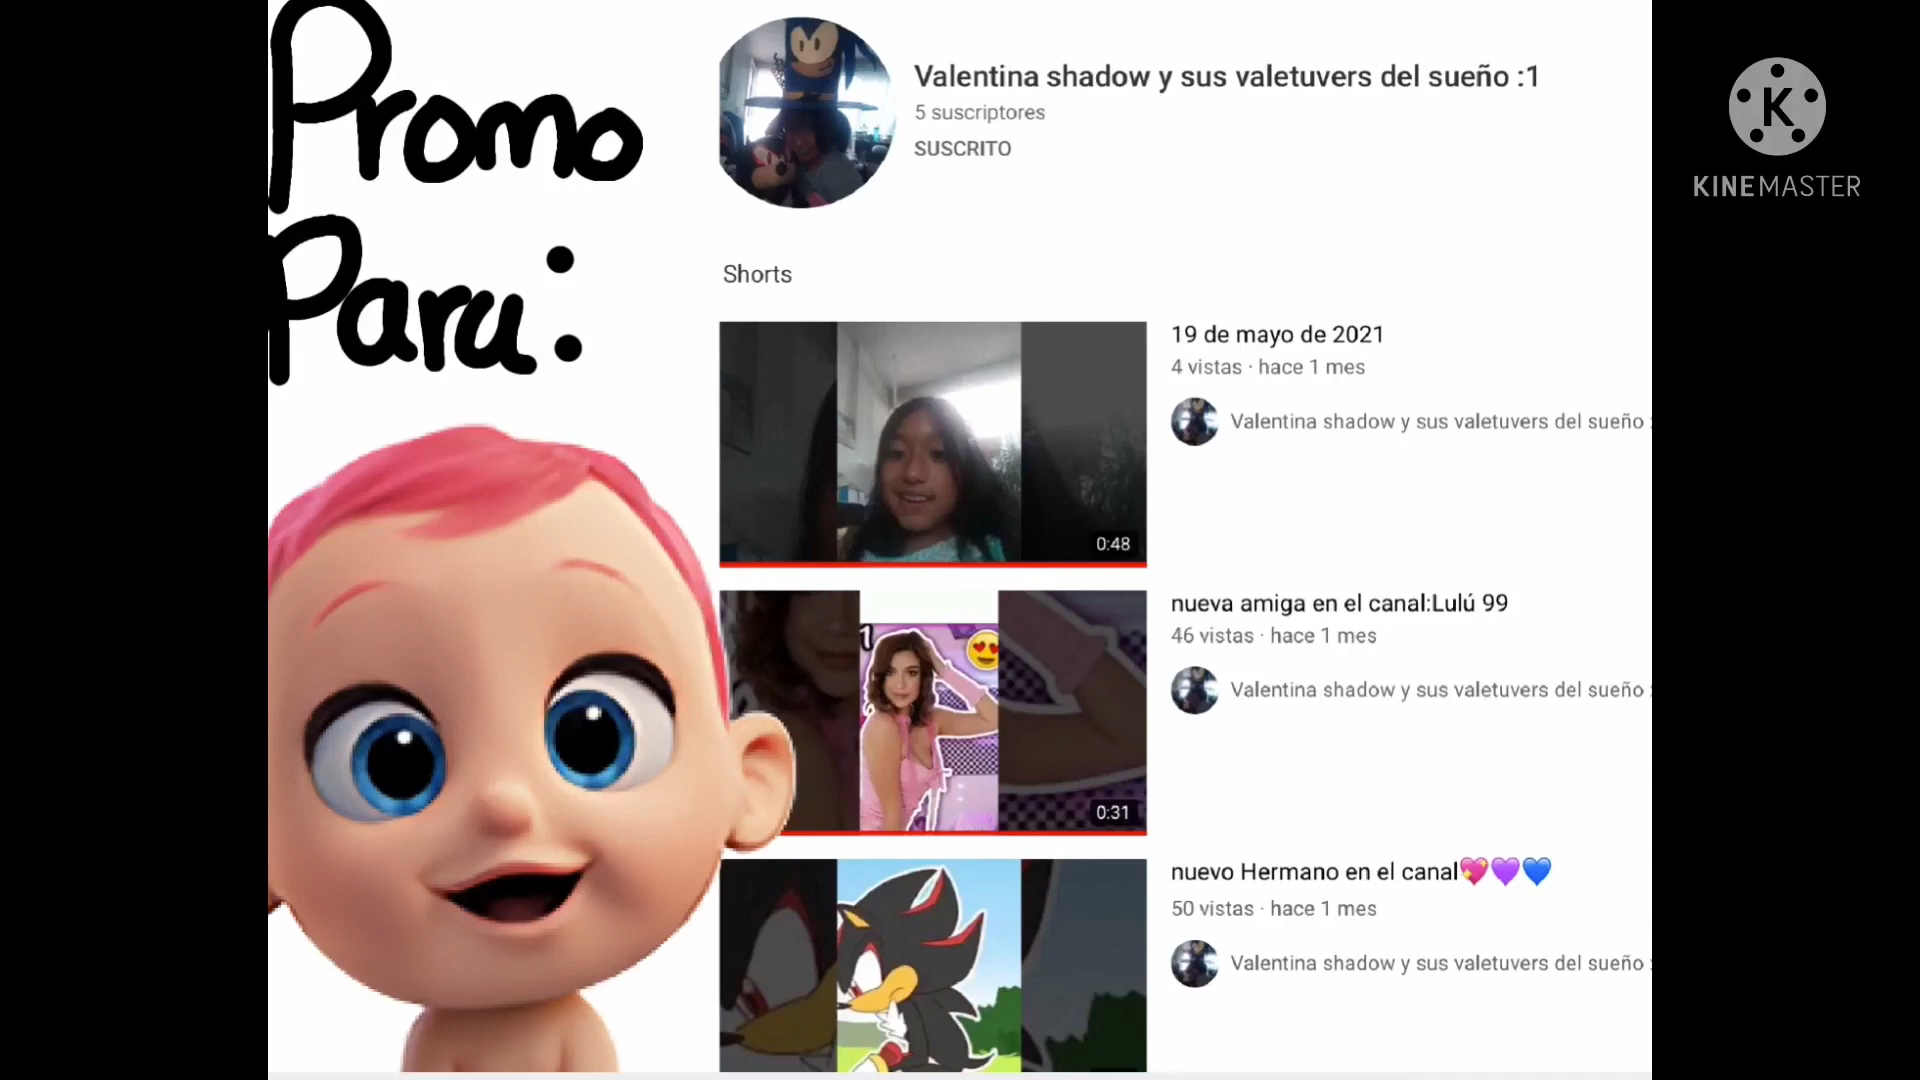 Promo
Para:
Valentina shadow y sus valetuvers del sueño :1
5 suscriptores
SUSCRITO
KINEMASTER
Shorts
19 de mayo de 2021
4 vistas · hace 1 mes
Valentina shadow y sus valetuvers del sueño :
0:48
nueva amiga en el canal:Lulú 99
46 vistas · hace 1 mes
Valentina shadow y sus valetuvers del sueño :
1
0:31
nuevo Hermano en el canal💖💜💙
50 vistas · hace 1 mes
Valentina shadow y sus valetuvers del sueño :